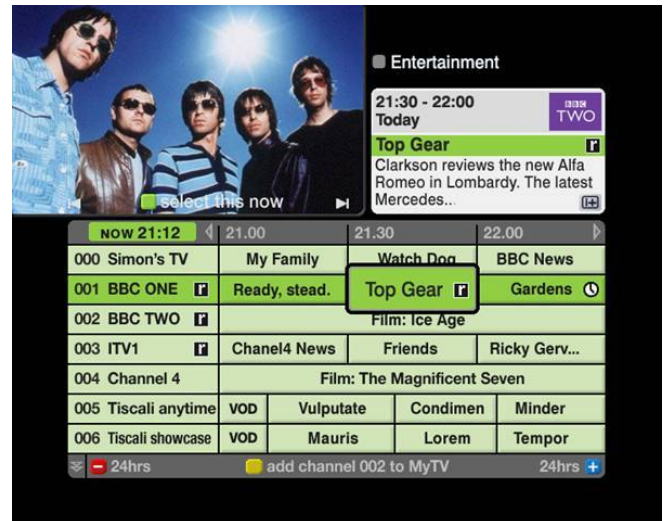 Entertainment
21:30 - 22:00
Today
BBC
TWO
Top Gear r
Clarkson reviews the new Alfa
Romeo in Lombardy. The latest
Mercedes...
select this now
NOW 21:12 21.00 21.30 22.00
000 Simon's TV My Family Watch Dog BBC News
001 BBC ONE r Ready, stead. Top Gear r Gardens
002 BBC TWO r Film: Ice Age
003 ITV1 r Chanel4 News Friends Ricky Gerv...
004 Channel 4 Film: The Magnificent Seven
005 Tiscali anytime VOD Vulputate Condimen Minder
006 Tiscali showcase VOD Mauris Lorem Tempor
24hrs add channel 002 to MyTV 24hrs